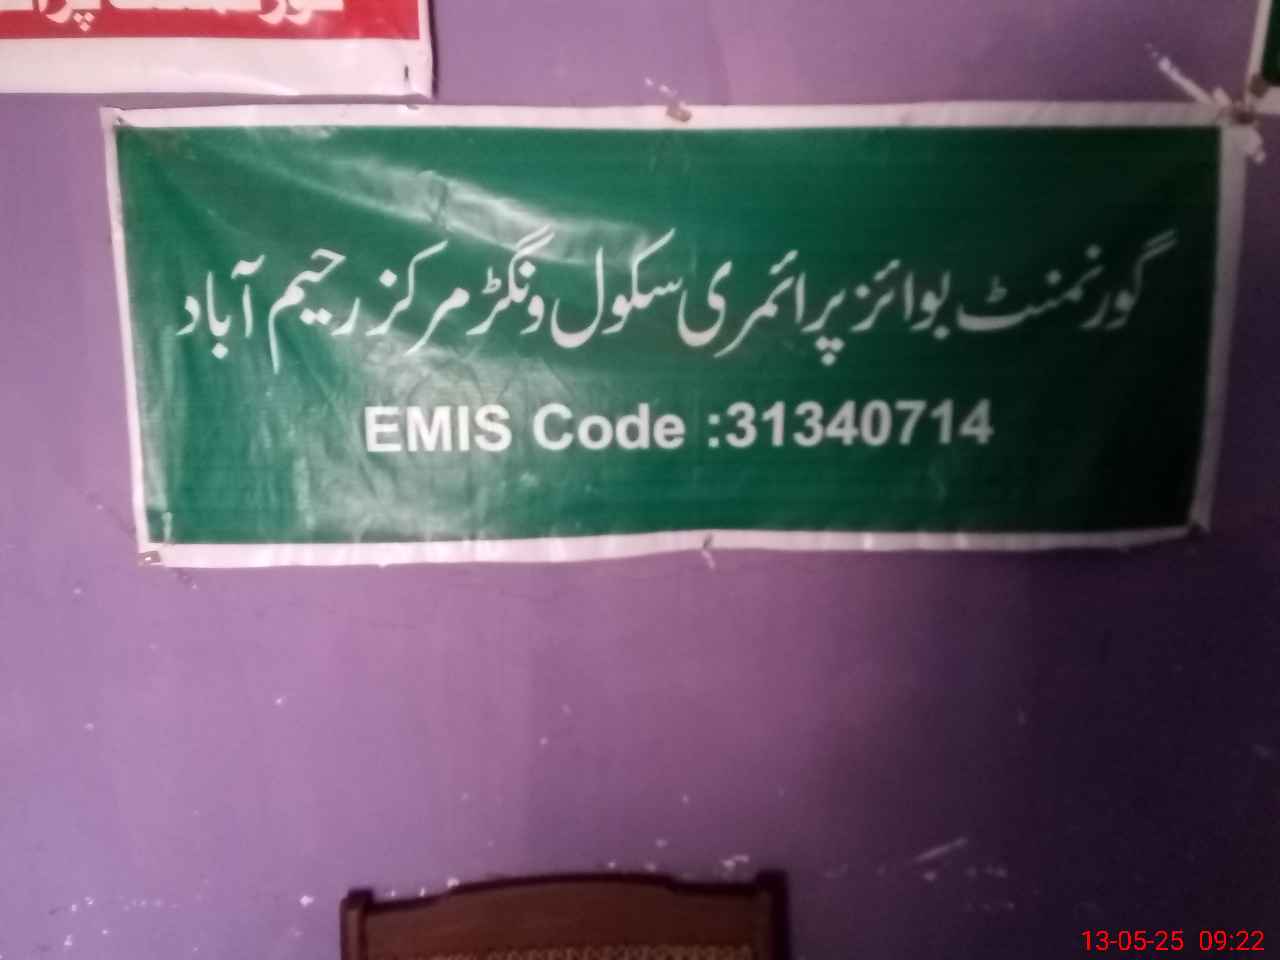 گورنمنٹ بوائز پرائمری سکول ونگڑ مرکز رحیم آباد
EMIS Code :31340714
13-05-25 09:22